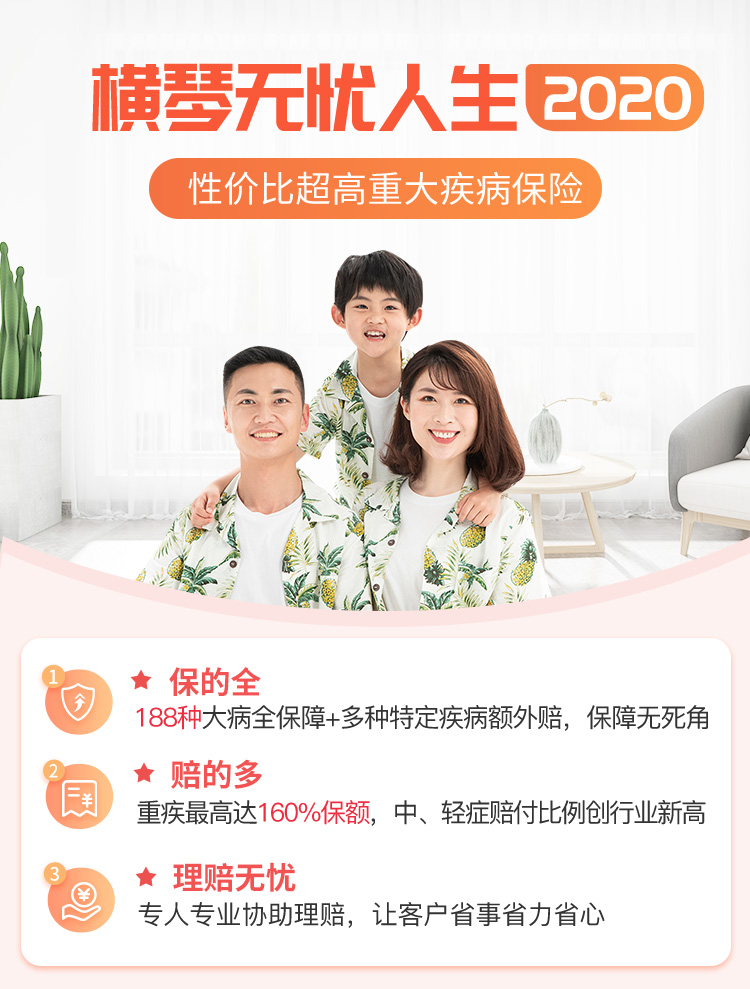 横琴无忧人生 2020
性价比超高重大疾病保险
1
★ 保的全
188种大病全保障+多种特定疾病额外赔，保障无死角
2
★ 赔的多
重疾最高达160%保额，中、轻症赔付比例创行业新高
3
★ 理赔无忧
专人专业协助理赔，让客户省事省力省心